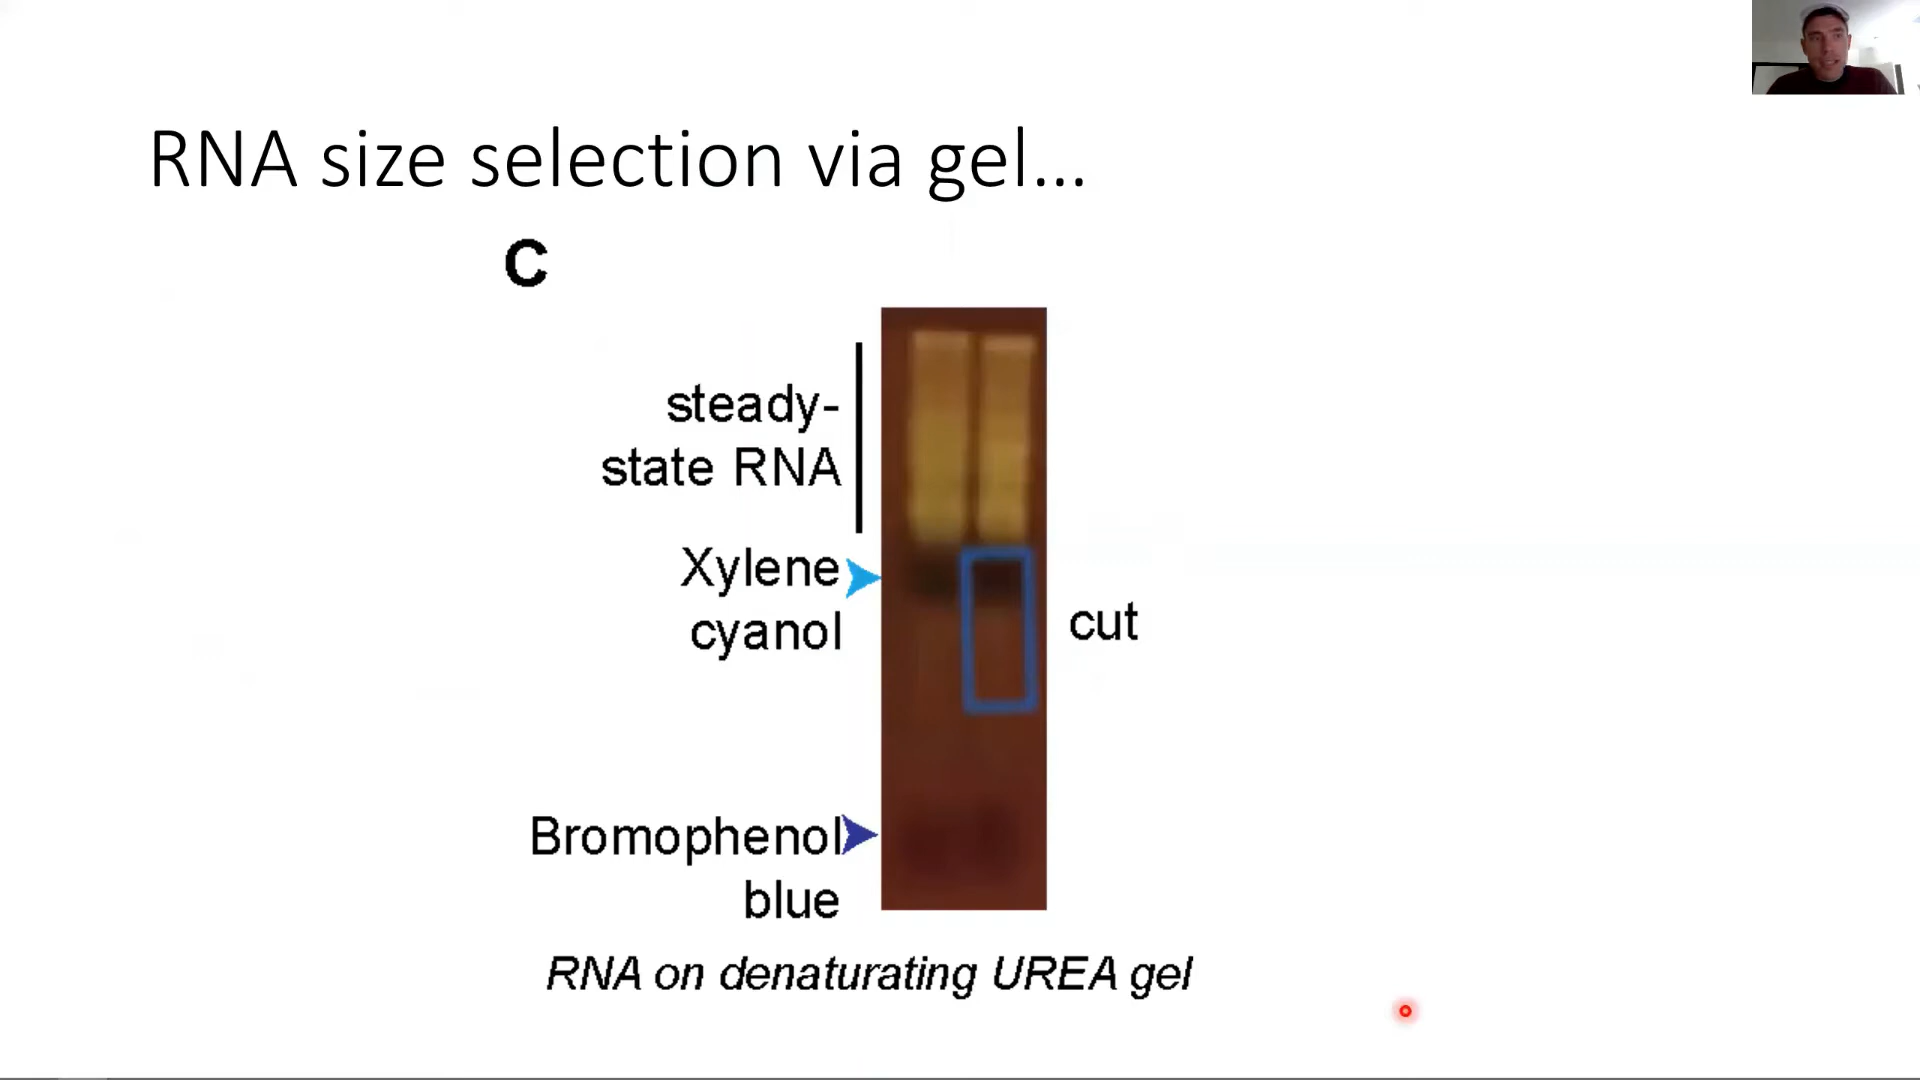 RNA size selection via gel...
C
steady-
state RNA
Xylene
cyanol
cut
Bromophenol
blue
RNA on denaturating UREA gel